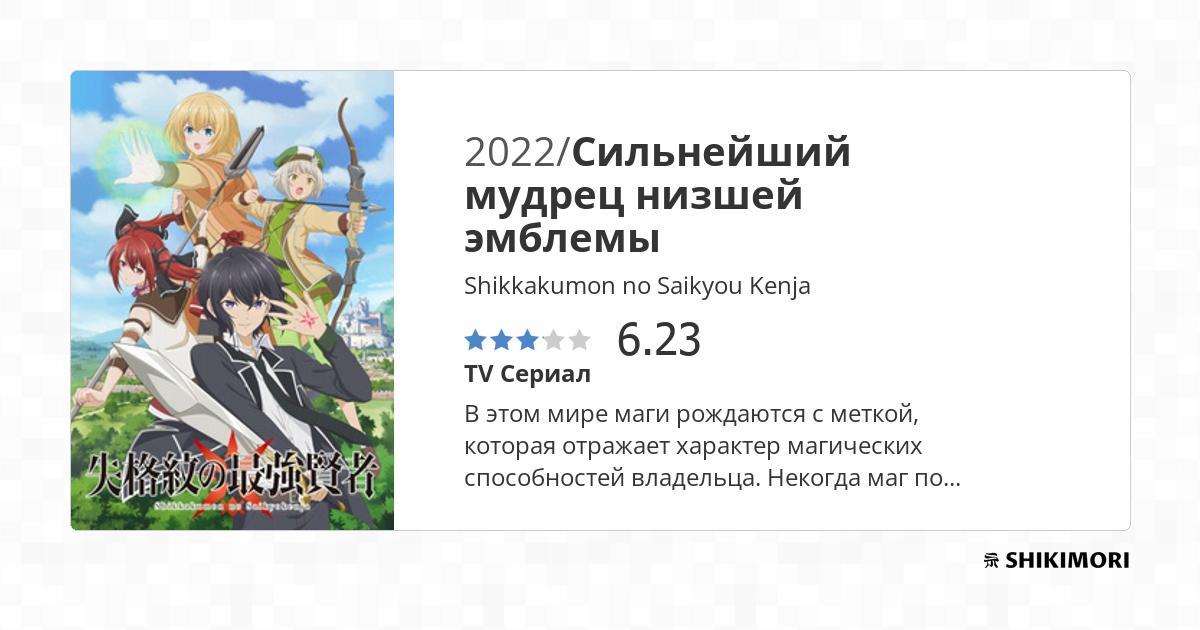 失格紋の最強賢者
Shikkakumon no Saikyokenja
2022/Сильнейший
мудрец низшей
эмблемы
Shikkakumon no Saikyou Kenja
6.23
TV Сериал
В этом мире маги рождаются с меткой,
которая отражает характер магических
способностей владельца. Некогда маг по...
SHIKIMORI